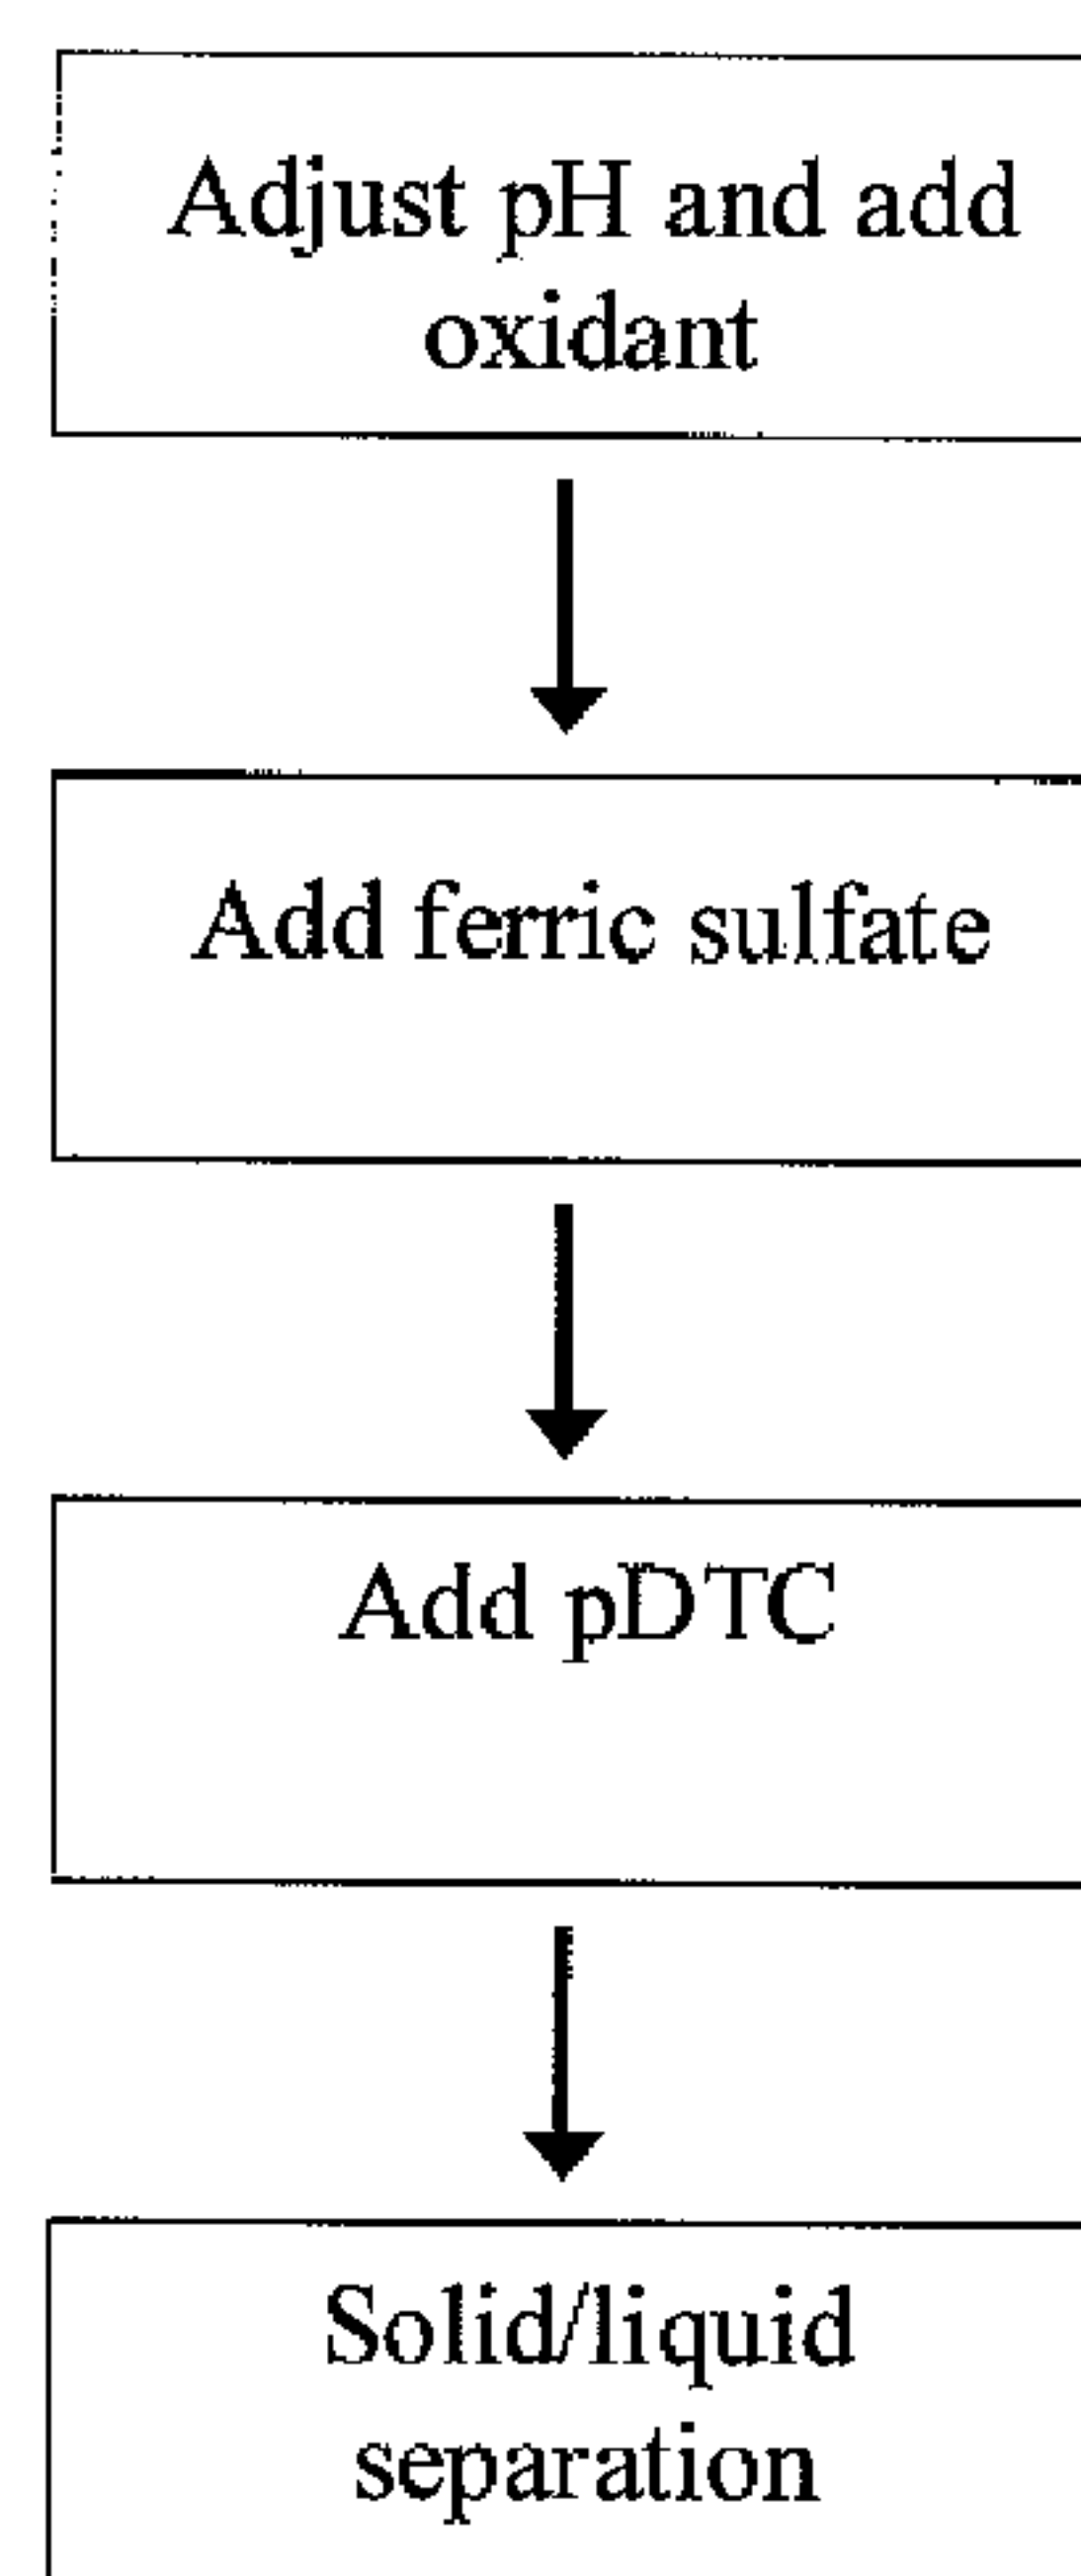 Adjust pH and add
oxidant
Add ferric sulfate
Add pDTC
Solid/liquid
separation